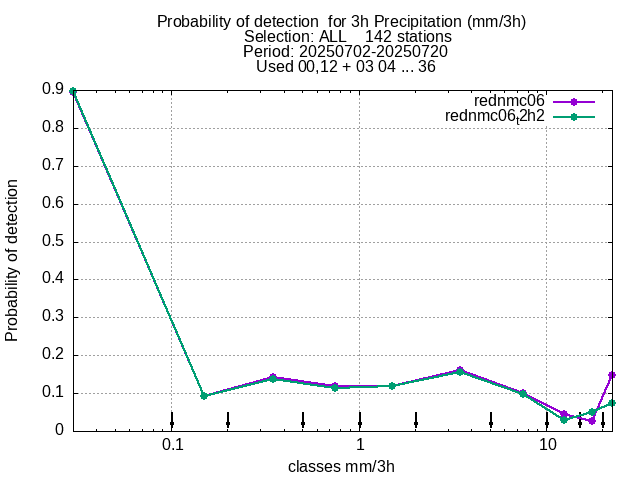 Probability of detection  for 3h Precipitation (mm/3h)
Selection: ALL    142 stations
Period: 20250702-20250720
Used 00,12 + 03 04 ... 36
rednmc06
rednmc06_t2h2
Probability of detection
0.9
0.8
0.7
0.6
0.5
0.4
0.3
0.2
0.1
0
0.1 1 10
classes mm/3h